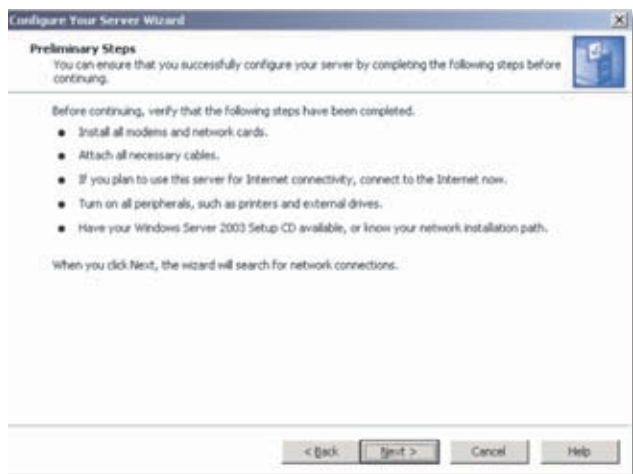 Configure Your Server Wizard
Preliminary Steps
You can ensure that you successfully configure your server by completing the following steps before
continuing.
Before continuing, verify that the following steps have been completed.
● Install all modems and network cards.
● Attach all necessary cables.
● If you plan to use this server for Internet connectivity, connect to the Internet now.
● Turn on all peripherals, such as printers and external drives.
● Have your Windows Server 2003 Setup CD available, or know your network installation path.
When you click Next, the wizard will search for network connections.
< Back Next > Cancel Help